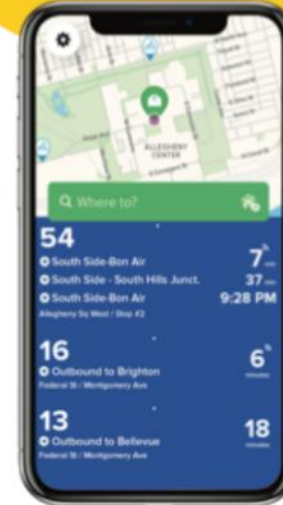 ALLEGHENY
CENTER
Where to?
54
South Side-Bon Air
7
South Side - South Hills Junct.
37
South Side-Bon Air
9:28 PM
Allegheny Sq West / Stop #2
16
6
Outbound to Brighton
minutes
Federal St / Montgomery Ave
13
18
Outbound to Bellevue
minutes
Federal St / Montgomery Ave